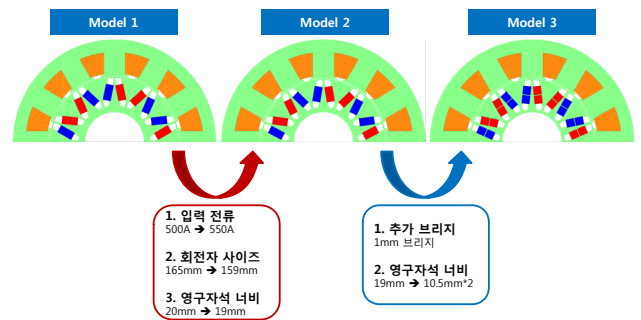 Model 1
Model 2
Model 3
1. 입력 전류
500A ➔ 550A
2. 회전자 사이즈
165mm ➔ 159mm
3. 영구자석 너비
20mm ➔ 19mm
1. 추가 브리지
1mm 브리지
2. 영구자석 너비
19mm ➔ 10.5mm*2